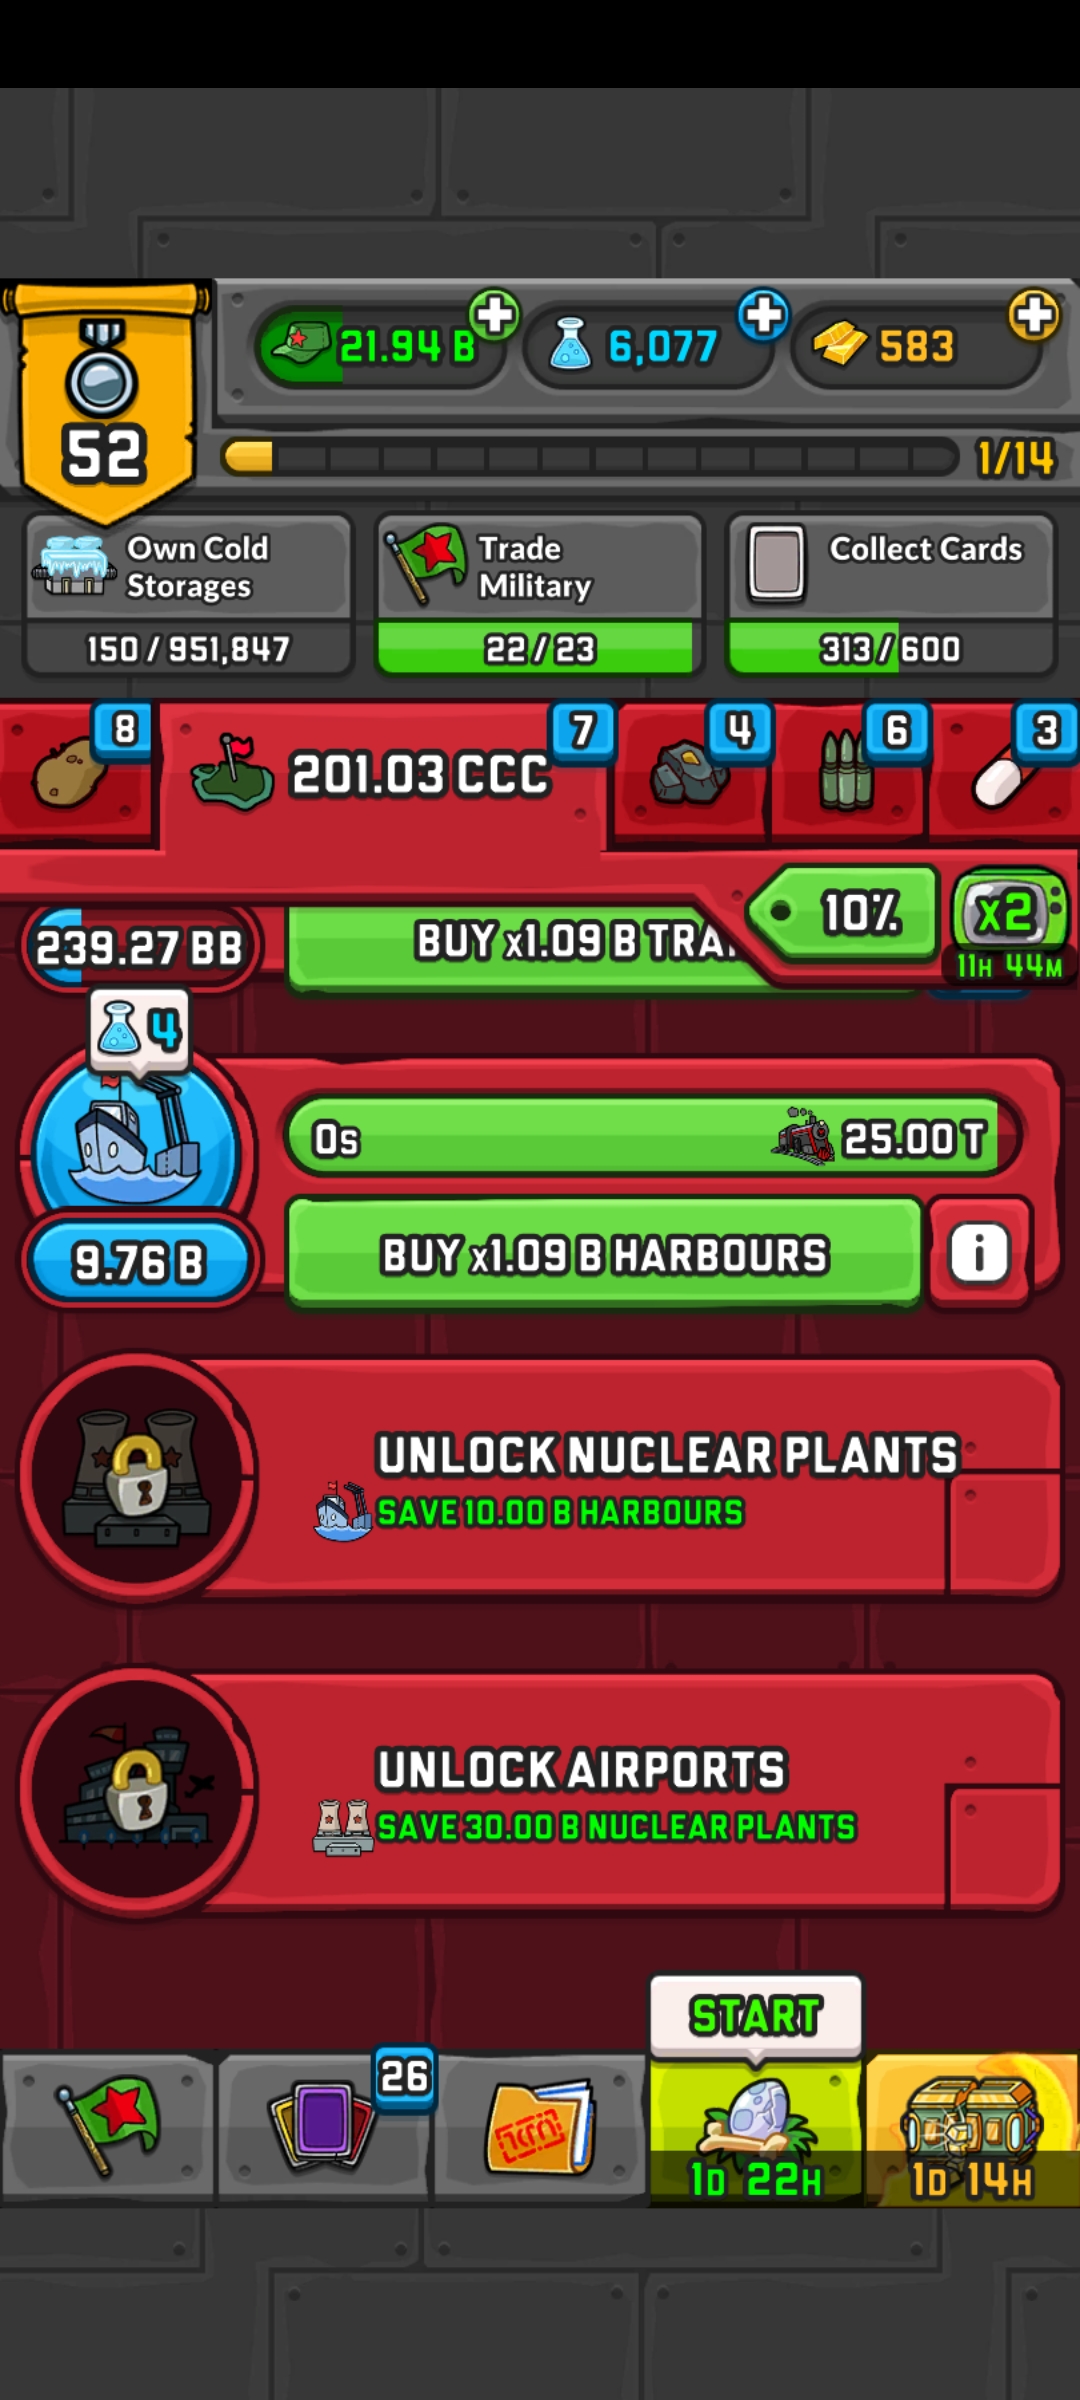 21.94 B
6,077
583
52
1/14
Own Cold
Storages
150 / 951,847
Trade
Military
22 / 23
Collect Cards
313 / 600
8
201.03 CCC
7
4
6
3
10%
x2
11H 44M
239.27 BB
BUY x1.09 B
4
0s
25.00 T
9.76 B
BUY x1.09 B HARBOURS
i
UNLOCK NUCLEAR PLANTS
SAVE 10.00 B HARBOURS
UNLOCK AIRPORTS
SAVE 30.00 B NUCLEAR PLANTS
START
26
1D 22H
1D 14H